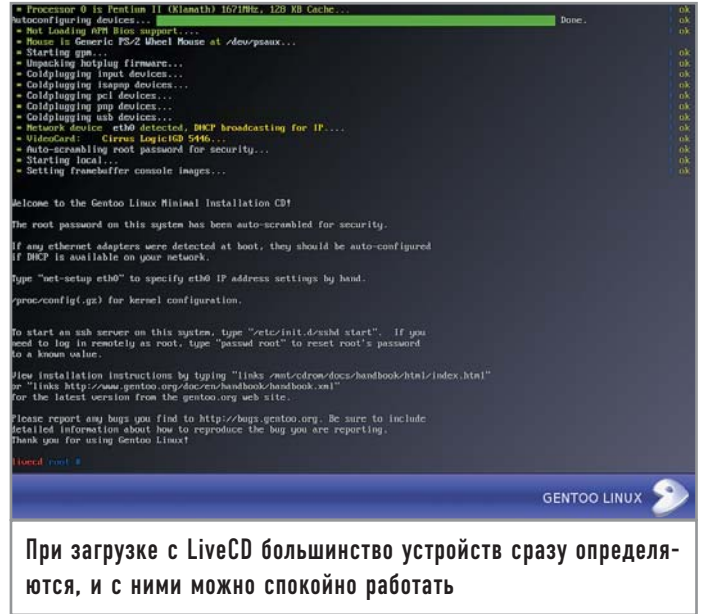 * Processor 0 is Pentium II (Klamath) 1671MHz, 128 KB Cache... ok
Autoconfiguring devices... Done. ok
* Not Loading APM Bios support.... ok
* Mouse is Generic PS/2 Wheel Mouse at /dev/psaux...
* Starting gpm... ok
* Unpacking hotplug firmware... ok
* Coldplugging input devices... ok
* Coldplugging isapnp devices... ok
* Coldplugging pci devices... ok
* Coldplugging pnp devices... ok
* Coldplugging usb devices... ok
* Network device eth0 detected, DHCP broadcasting for IP.... ok
* VideoCard: Cirrus Logic|GD 5446... ok
* Auto-scrambling root password for security... ok
* Starting local... ok
* Setting framebuffer console images... ok
Welcome to the Gentoo Linux Minimal Installation CD!
The root password on this system has been auto-scrambled for security.
If any ethernet adapters were detected at boot, they should be auto-configured
if DHCP is available on your network.
Type "net-setup eth0" to specify eth0 IP address settings by hand.
/proc/config(.gz) for kernel configuration.
To start an ssh server on this system, type "/etc/init.d/sshd start". If you
need to log in remotely as root, type "passwd root" to reset root's password
to a known value.
View installation instructions by typing "links /mnt/cdrom/docs/handbook/html/index.html"
or "links http://www.gentoo.org/doc/en/handbook/handbook.xml"
for the latest version from the gentoo.org web site.
Please report any bugs you find to http://bugs.gentoo.org. Be sure to include
detailed information about how to reproduce the bug you are reporting.
Thank you for using Gentoo Linux!
livecd root #
GENTOO LINUX
При загрузке с LiveCD большинство устройств сразу определя-
ются, и с ними можно спокойно работать